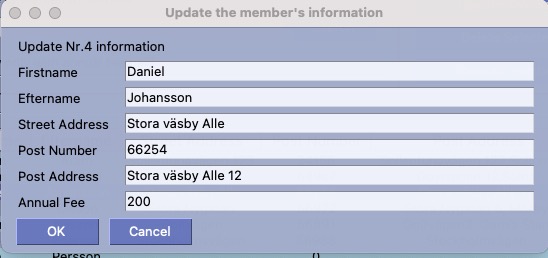 Update the member's information
Update Nr.4 information
Firstname Daniel
Eftername Johansson
Street Address Stora väsby Alle
Post Number 66254
Post Address Stora väsby Alle 12
Annual Fee 200
OK Cancel
Persson 0